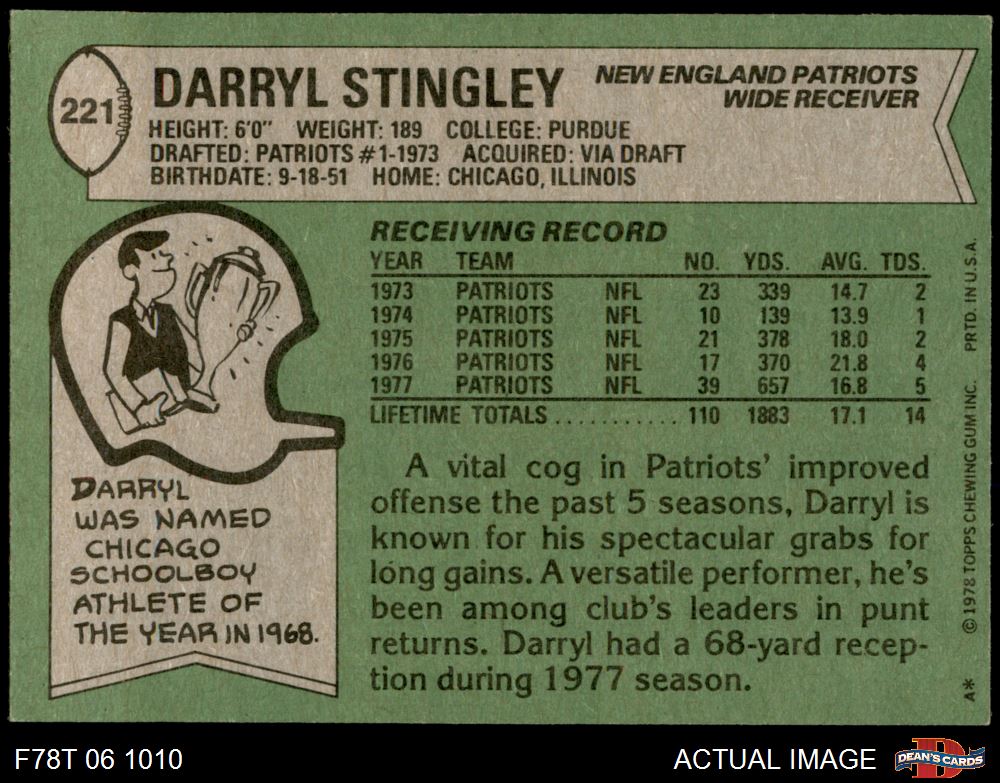 221
DARRYL STINGLEY
NEW ENGLAND PATRIOTS
WIDE RECEIVER
HEIGHT: 6'0" WEIGHT: 189 COLLEGE: PURDUE
DRAFTED: PATRIOTS #1-1973 ACQUIRED: VIA DRAFT
BIRTHDATE: 9-18-51 HOME: CHICAGO, ILLINOIS
RECEIVING RECORD
YEAR TEAM NO. YDS. AVG. TDS.
1973 PATRIOTS NFL 23 339 14.7 2
1974 PATRIOTS NFL 10 139 13.9 1
1975 PATRIOTS NFL 21 378 18.0 2
1976 PATRIOTS NFL 17 370 21.8 4
1977 PATRIOTS NFL 39 657 16.8 5
LIFETIME TOTALS ........... 110 1883 17.1 14
A vital cog in Patriots' improved
offense the past 5 seasons, Darryl is
known for his spectacular grabs for
long gains. A versatile performer, he's
been among club's leaders in punt
returns. Darryl had a 68-yard recep-
tion during 1977 season.
DARRYL
WAS NAMED
CHICAGO
SCHOOLBOY
ATHLETE OF
THE YEAR IN 1968.
A* © 1978 TOPPS CHEWING GUM INC. PRTD. IN U.S.A.
F78T 06 1010
ACTUAL IMAGE
D
DEAN'S CARDS